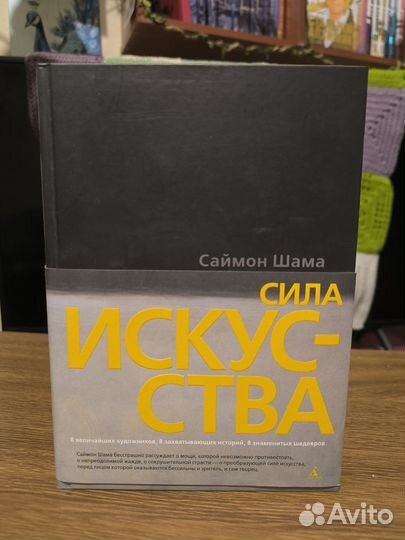 Саймон Шама
СИЛА
ИСКУС-
СТВА
8 величайших художников, 8 захватывающих историй, 8 знаменитых шедевров
Саймон Шама бесстрашно рассуждает о мощи, которой невозможно противостоять,
о непреодолимой жажде, о сокрушительной страсти — о преобразующей силе искусства,
перед лицом которой оказываются бессильны и зритель, и сам творец.
Avito